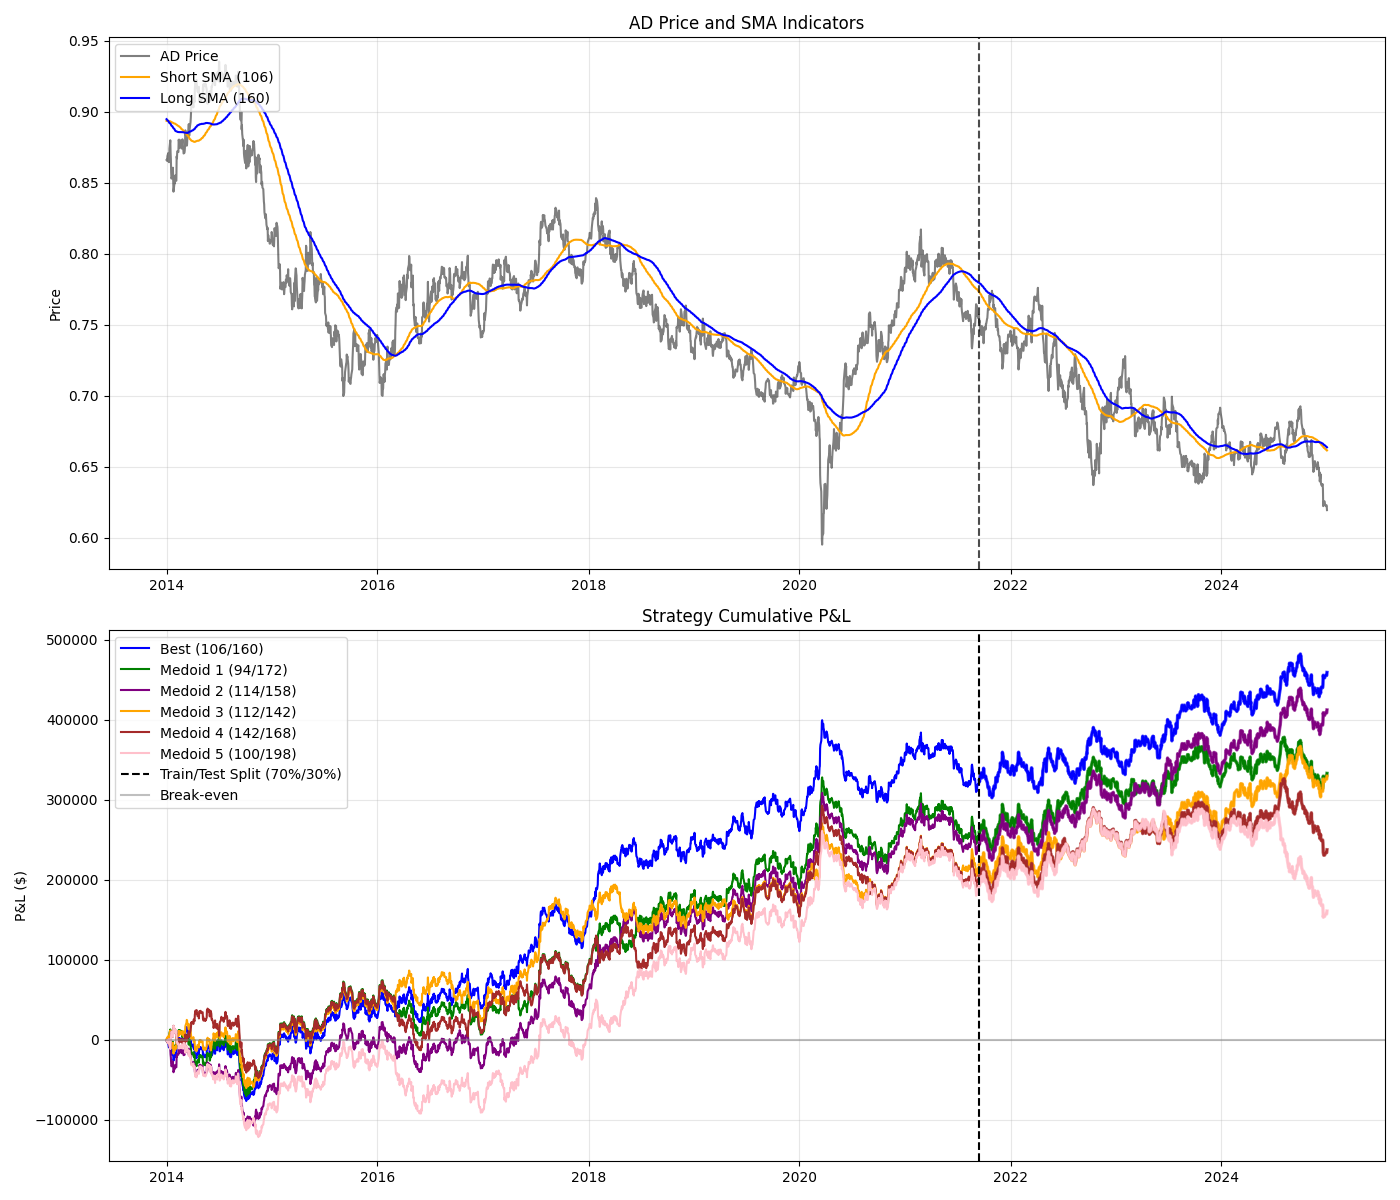 AD Price and SMA Indicators
AD Price
Short SMA (106)
Long SMA (160)
Price
0.95
0.90
0.85
0.80
0.75
0.70
0.65
0.60
2014 2016 2018 2020 2022 2024
Strategy Cumulative P&L
Best (106/160)
Medoid 1 (94/172)
Medoid 2 (114/158)
Medoid 3 (112/142)
Medoid 4 (142/168)
Medoid 5 (100/198)
Train/Test Split (70%/30%)
Break-even
P&L ($)
500000
400000
300000
200000
100000
0
−100000
2014 2016 2018 2020 2022 2024